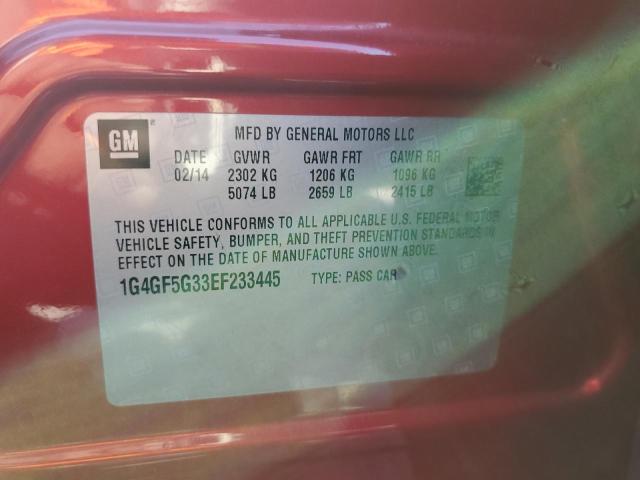 GM
MFD BY GENERAL MOTORS LLC
DATE GVWR GAWR FRT GAWR RR
02/14 2302 KG 1206 KG 1096 KG
5074 LB 2659 LB 2415 LB
THIS VEHICLE CONFORMS TO ALL APPLICABLE U.S. FEDERAL MOTOR
VEHICLE SAFETY, BUMPER, AND THEFT PREVENTION STANDARDS IN
EFFECT ON THE DATE OF MANUFACTURE SHOWN ABOVE.
1G4GF5G33EF233445 TYPE: PASS CAR